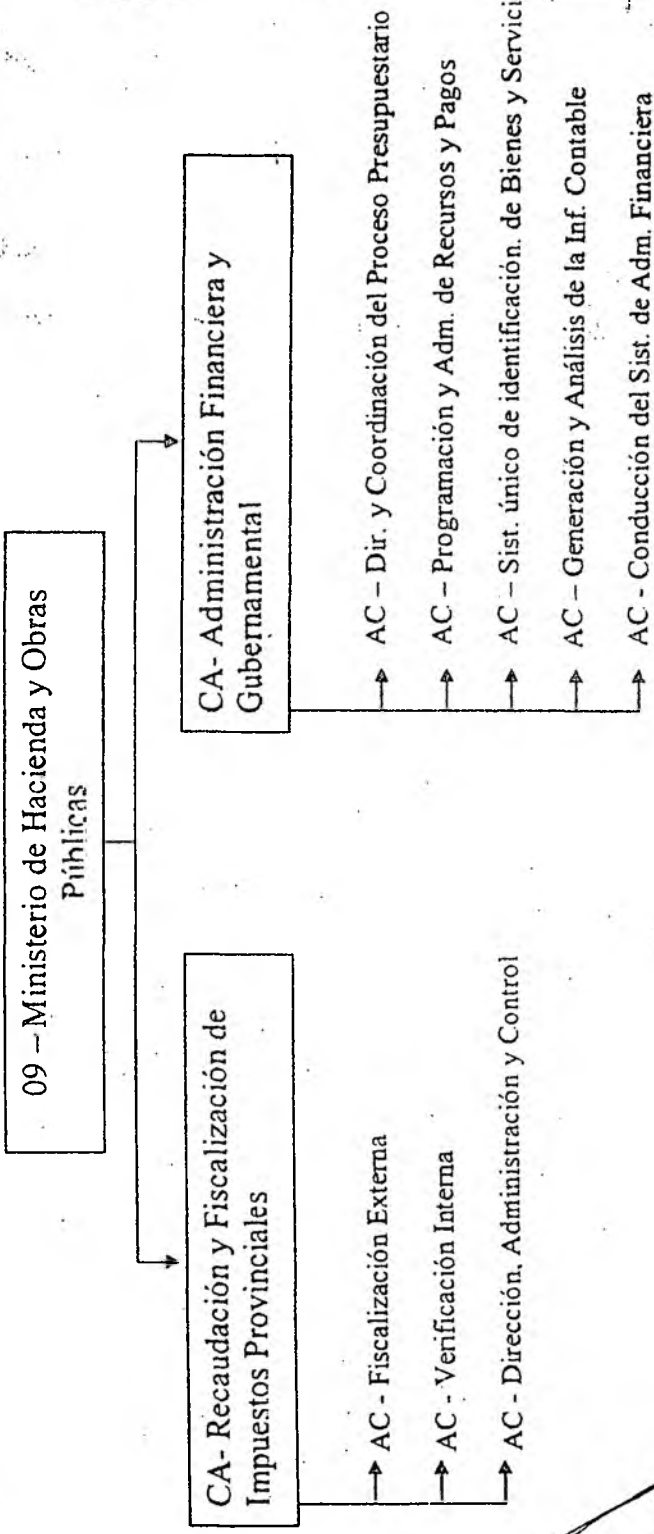 09 – Ministerio de Hacienda y Obras
Públicas
CA- Recaudación y Fiscalización de
Impuestos Provinciales
AC - Fiscalización Externa
AC - Verificación Interna
AC - Dirección, Administración y Control
CA- Administración Financiera y
Gubernamental
AC – Dir. y Coordinación del Proceso Presupuestario
AC – Programación y Adm. de Recursos y Pagos
AC – Sist. único de identificación. de Bienes y Servici
AC – Generación y Análisis de la Inf. Contable
AC - Conducción del Sist. de Adm. Financiera